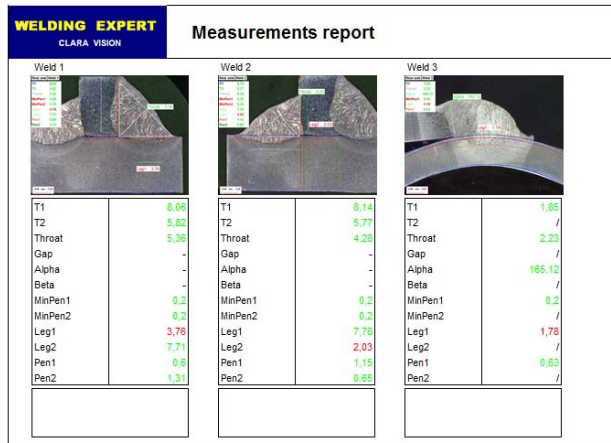 WELDING EXPERT
CLARA VISION
Measurements report
Weld 1
Weld 2
Weld 3
T1 8,06
T2 5,82
Throat 5,36
Gap -
Alpha -
Beta -
MinPen1 0,2
MinPen2 0,2
Leg1 3,76
Leg2 7,71
Pen1 0,6
Pen2 1,31
T1 8,14
T2 5,77
Throat 4,28
Gap -
Alpha -
Beta -
MinPen1 0,2
MinPen2 0,2
Leg1 7,78
Leg2 2,03
Pen1 1,15
Pen2 0,65
T1 1,85
T2 /
Throat 2,23
Gap /
Alpha 165,12
Beta /
MinPen1 0,2
MinPen2 /
Leg1 1,78
Leg2 /
Pen1 0,63
Pen2 /